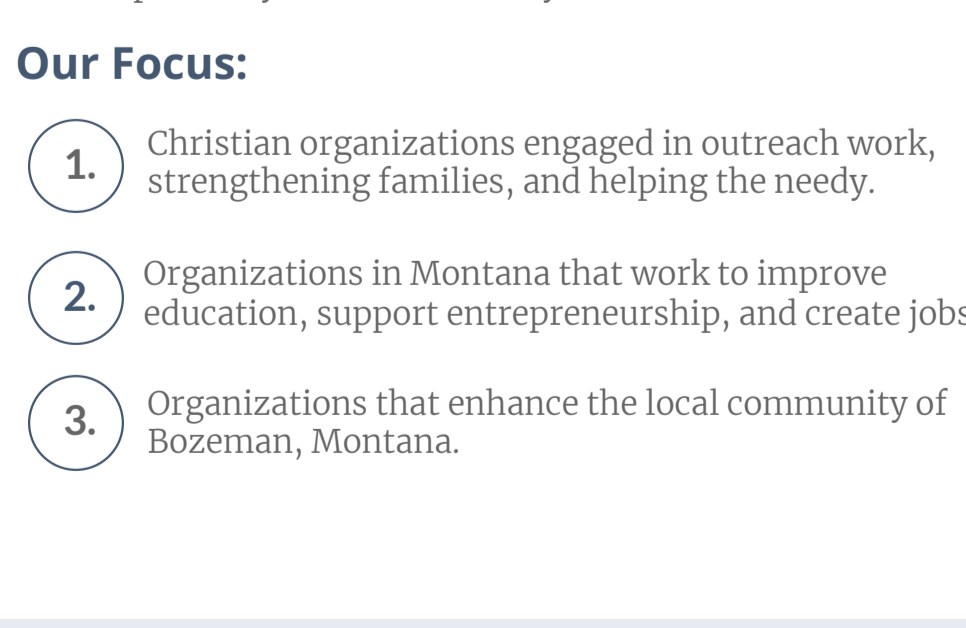 Our Focus:
1.
Christian organizations engaged in outreach work,
strengthening families, and helping the needy.
2.
Organizations in Montana that work to improve
education, support entrepreneurship, and create jobs
3.
Organizations that enhance the local community of
Bozeman, Montana.